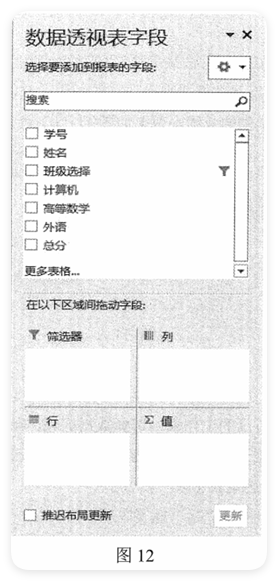 数据透视表字段
选择要添加到报表的字段:
搜索
学号
姓名
班级选择
计算机
高等数学
外语
总分
更多表格...
在以下区域间拖动字段:
筛选器
列
行
Σ 值
推迟布局更新
更新
图 12